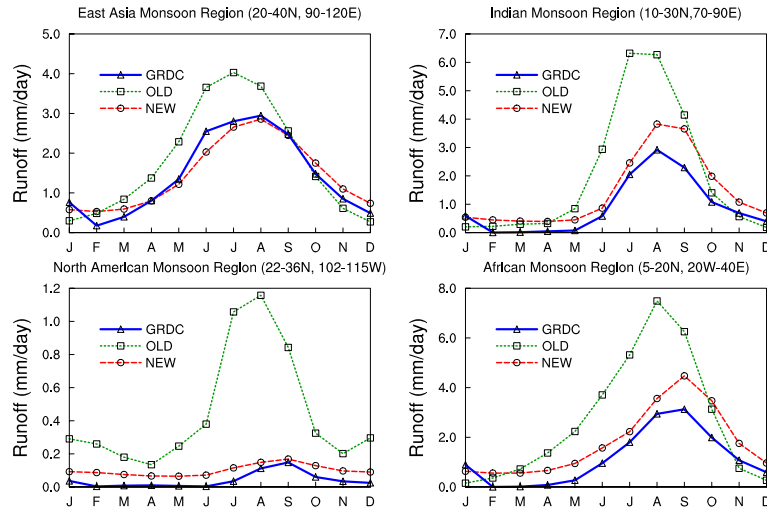 East Asia Monsoon Region (20-40N, 90-120E)
Runoff (mm/day)
5.0
4.0
3.0
2.0
1.0
0.0
GRDC
OLD
NEW
J F M A M J J A S O N D
Indian Monsoon Region (10-30N,70-90E)
Runoff (mm/day)
7.0
6.0
5.0
4.0
3.0
2.0
1.0
0.0
GRDC
OLD
NEW
J F M A M J J A S O N D
North American Monsoon Region (22-36N, 102-115W)
Runoff (mm/day)
1.2
1.0
0.8
0.6
0.4
0.2
0.0
GRDC
OLD
NEW
J F M A M J J A S O N D
African Monsoon Region (5-20N, 20W-40E)
Runoff (mm/day)
8.0
6.0
4.0
2.0
0.0
GRDC
OLD
NEW
J F M A M J J A S O N D